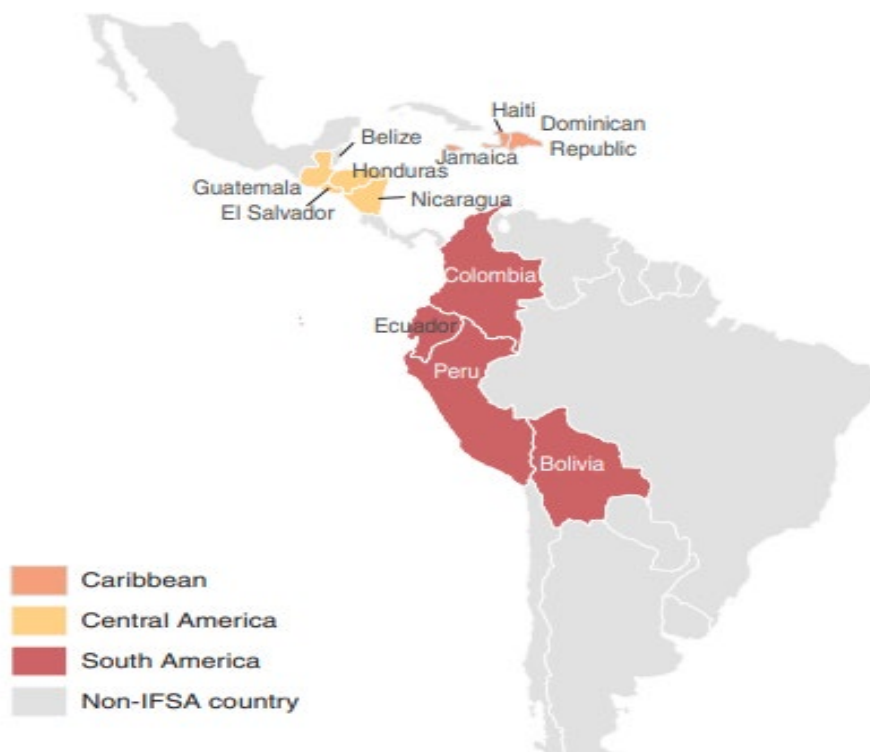 Haiti
Dominican
Republic
Belize
Jamaica
Honduras
Guatemala
Nicaragua
El Salvador
Colombia
Ecuador
Peru
Bolivia
Caribbean
Central America
South America
Non-IFSA country